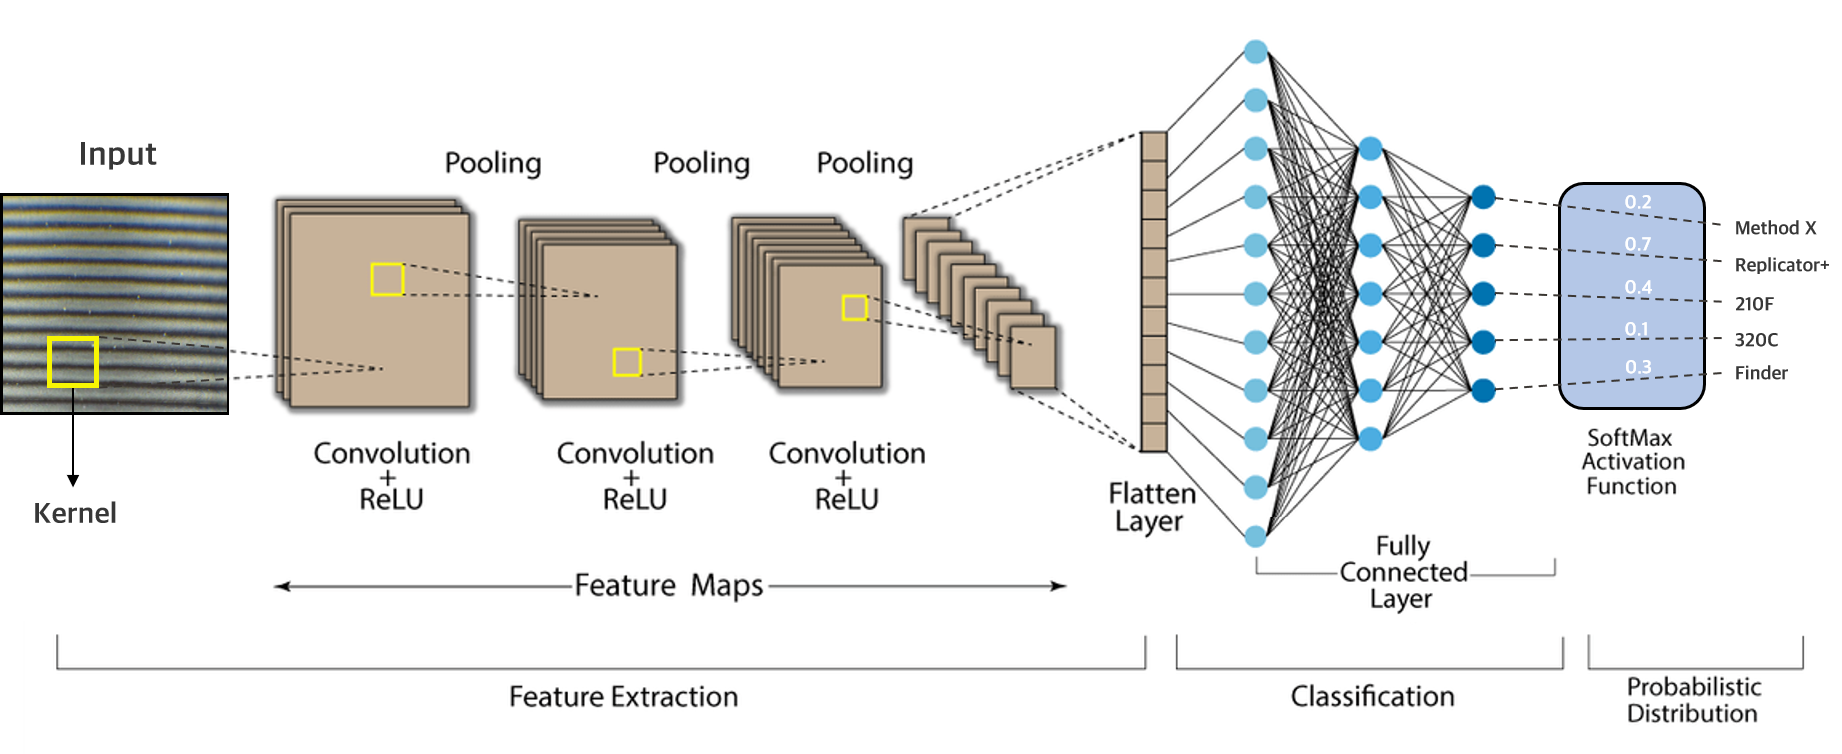 Input
Pooling
Pooling
Pooling
Kernel
Convolution
+
ReLU
Convolution
+
ReLU
Convolution
+
ReLU
Flatten
Layer
0.2
0.7
0.4
0.1
0.3
Method X
Replicator+
210F
320C
Finder
SoftMax
Activation
Function
Fully
Connected
Layer
Feature Maps
Feature Extraction
Classification
Probabilistic
Distribution